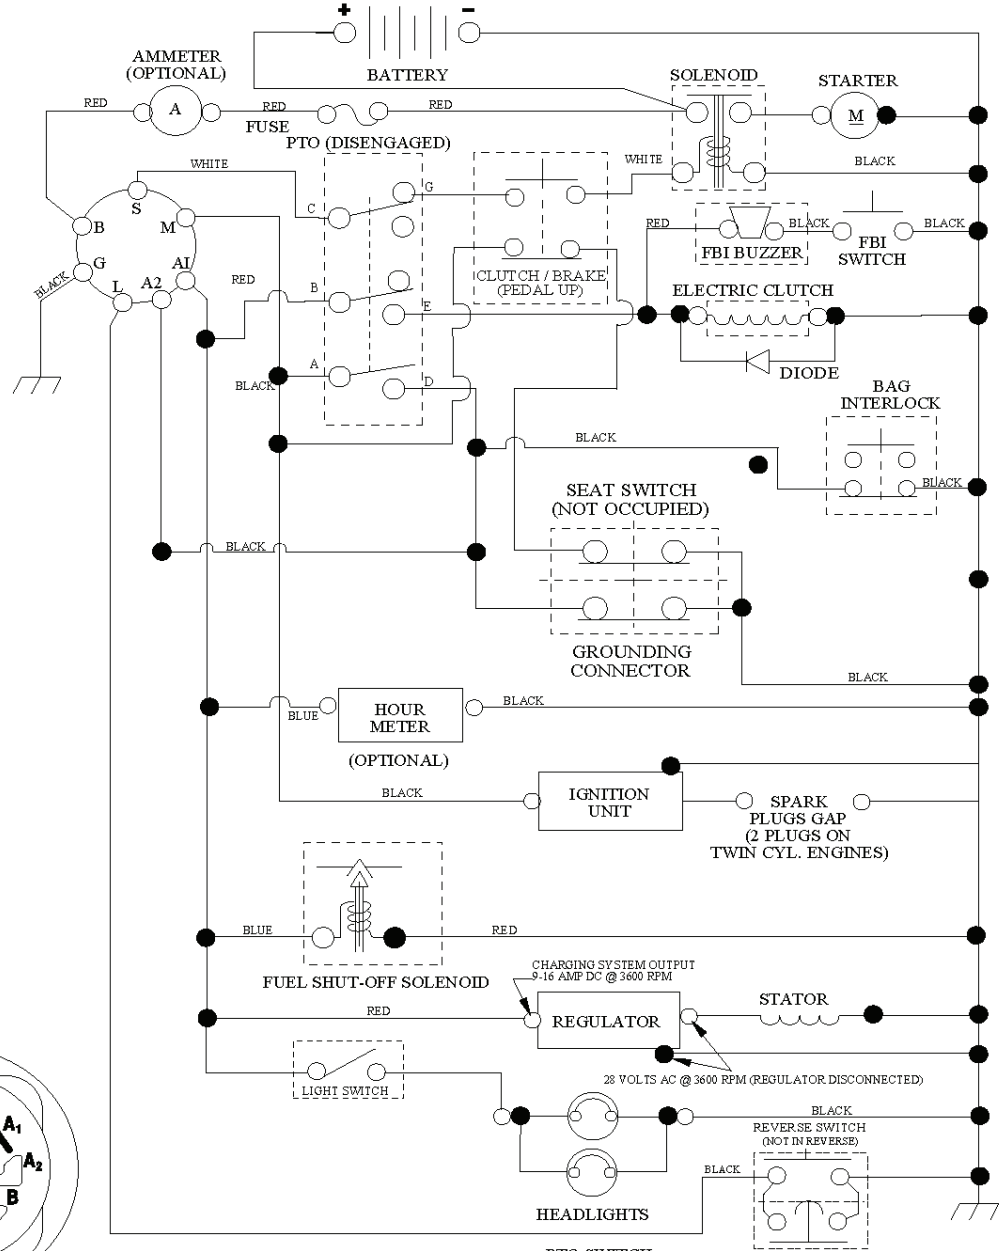 + −
BATTERY
AMMETER
(OPTIONAL)
A
RED
RED
FUSE
RED
PTO (DISENGAGED)
SOLENOID
STARTER
M
WHITE
WHITE
BLACK
S
M
B
G
L
A2
A1
BLACK
RED
C
G
B
E
A
D
BLACK
CLUTCH / BRAKE
(PEDAL UP)
RED
FBI BUZZER
BLACK
FBI
SWITCH
BLACK
ELECTRIC CLUTCH
DIODE
BAG
INTERLOCK
BLACK
BLACK
SEAT SWITCH
(NOT OCCUPIED)
BLACK
GROUNDING
CONNECTOR
BLACK
BLUE
HOUR
METER
(OPTIONAL)
BLACK
BLACK
IGNITION
UNIT
SPARK
PLUGS GAP
(2 PLUGS ON
TWIN CYL. ENGINES)
BLUE
RED
FUEL SHUT-OFF SOLENOID
CHARGING SYSTEM OUTPUT
9-16 AMP DC @ 3600 RPM
RED
REGULATOR
STATOR
28 VOLTS AC @ 3600 RPM (REGULATOR DISCONNECTED)
LIGHT SWITCH
BLACK
REVERSE SWITCH
(NOT IN REVERSE)
BLACK
HEADLIGHTS
A1
A2
B
PTO SWITCH